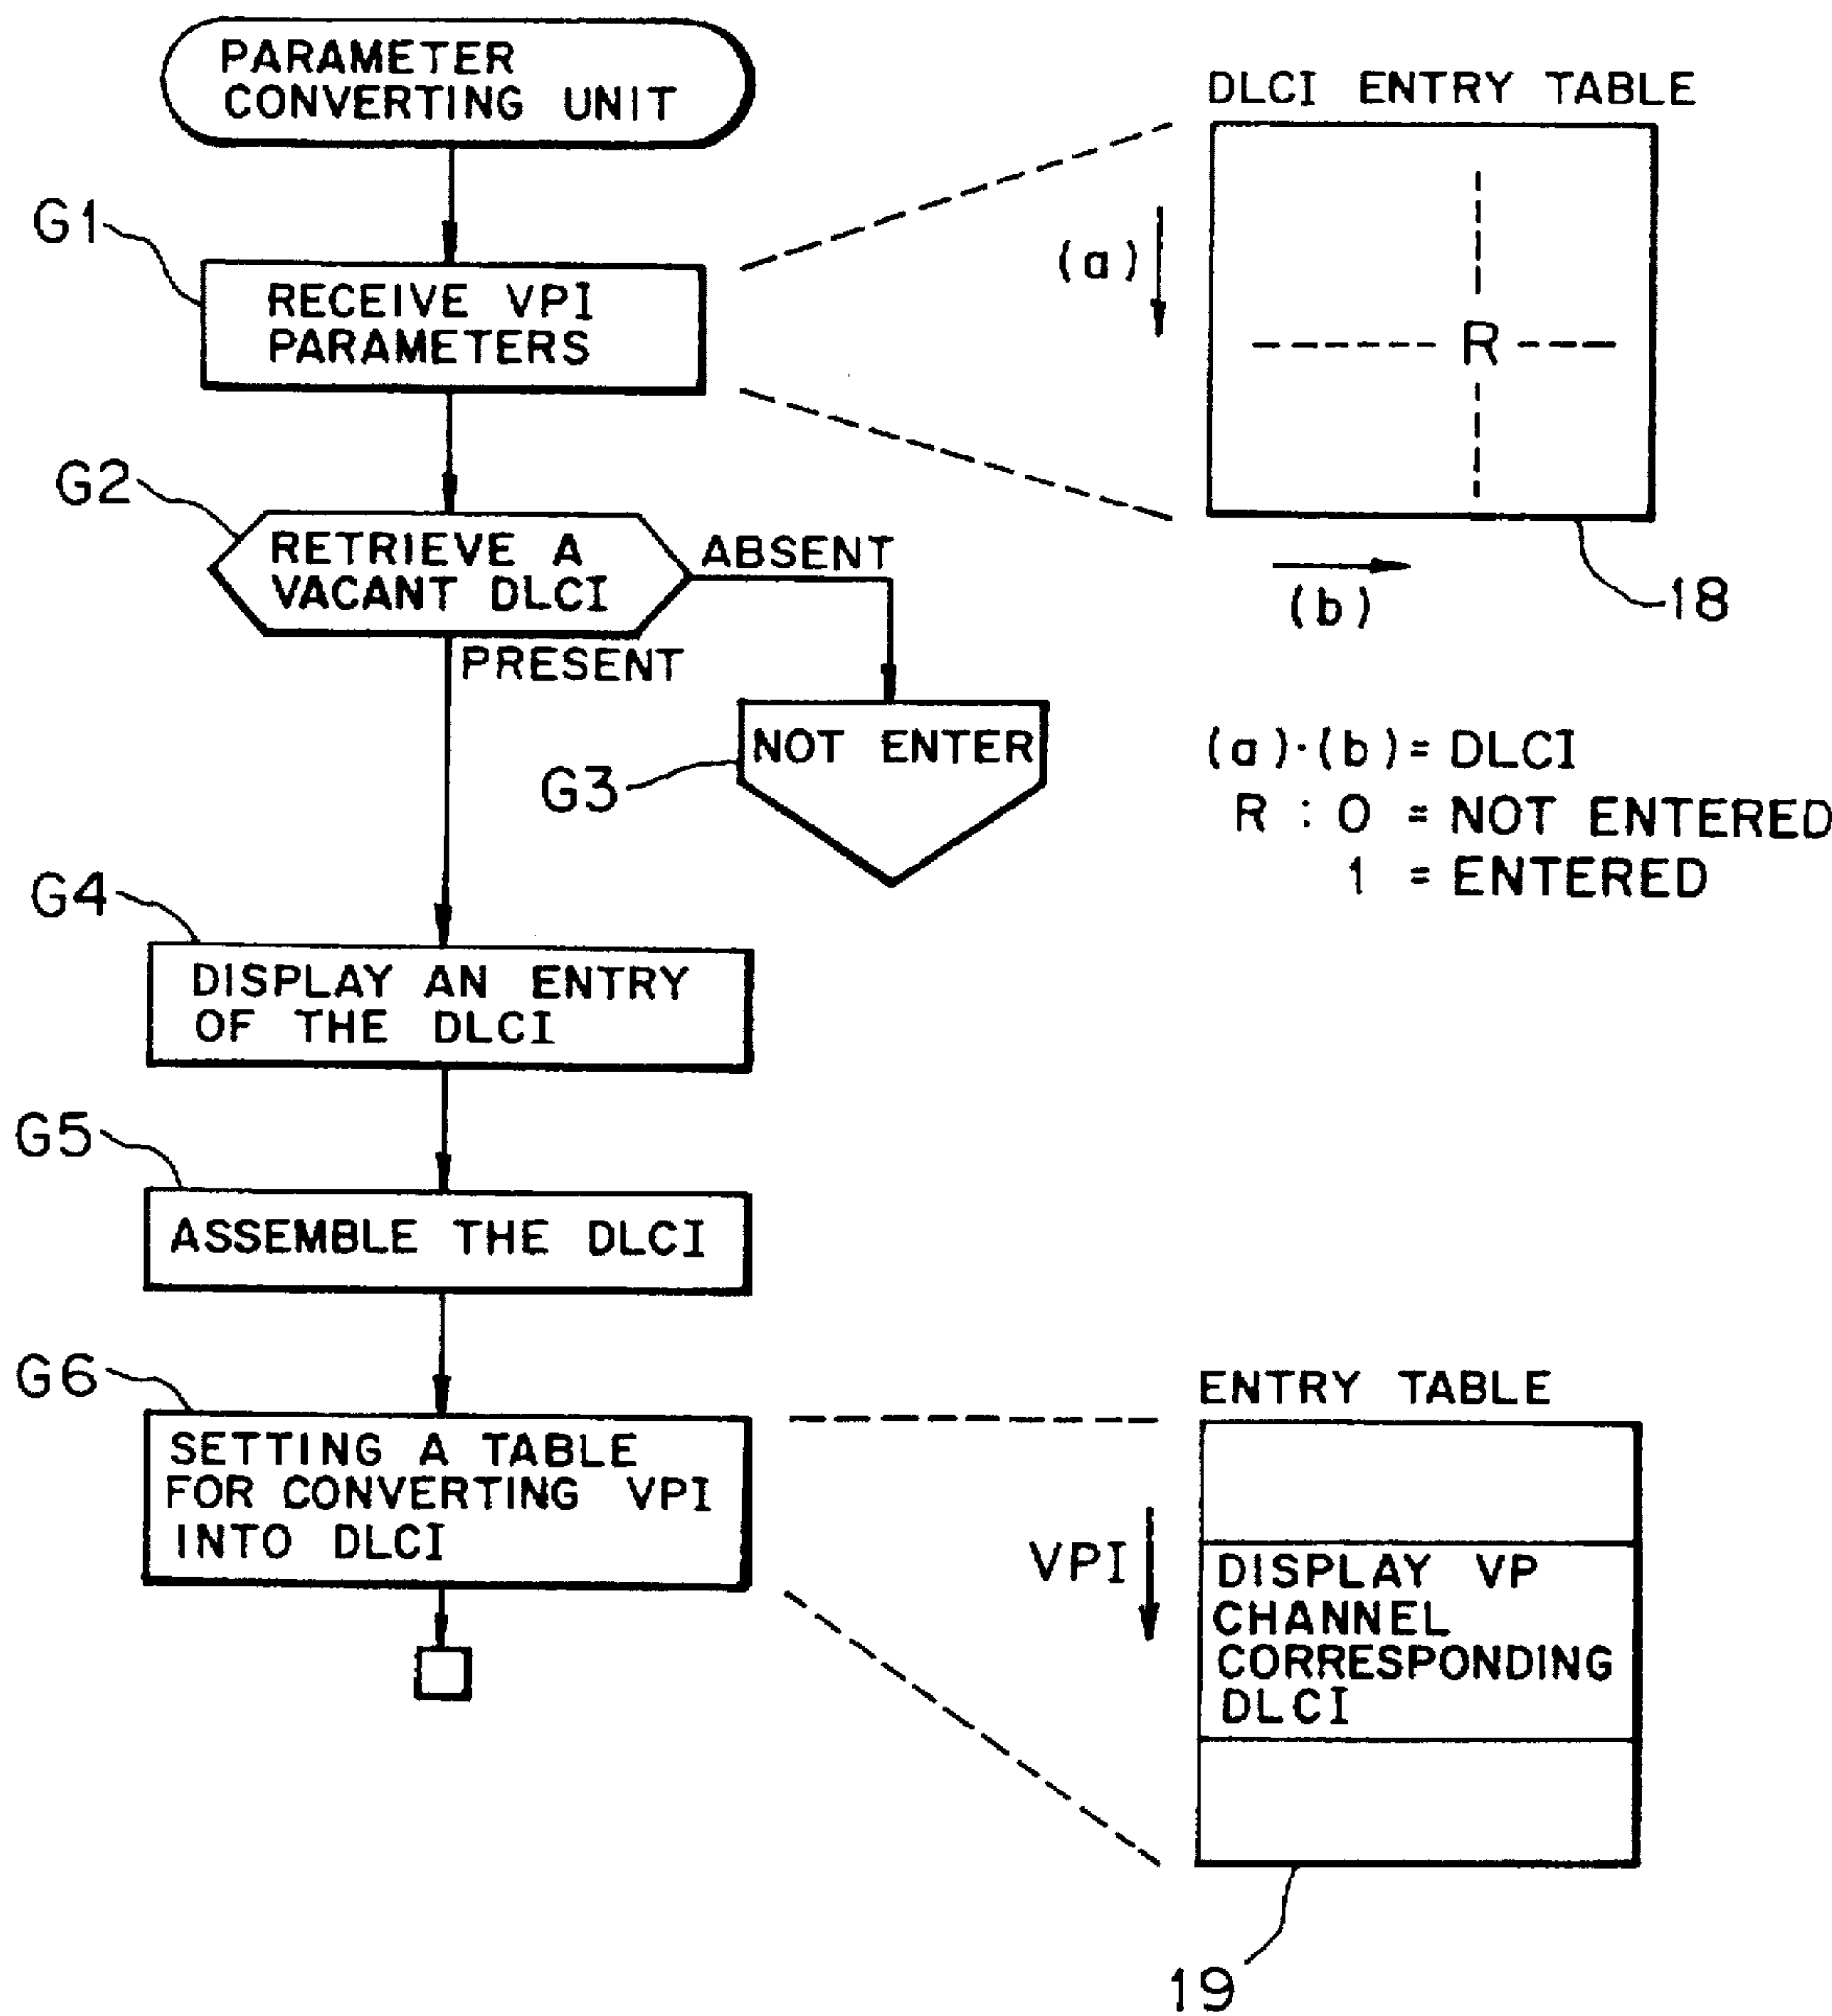 PARAMETER
CONVERTING UNIT
G1
RECEIVE VPI
PARAMETERS
G2
RETRIEVE A
VACANT DLCI
ABSENT
PRESENT
G3
NOT ENTER
G4
DISPLAY AN ENTRY
OF THE DLCI
G5
ASSEMBLE THE DLCI
G6
SETTING A TABLE
FOR CONVERTING VPI
INTO DLCI
DLCI ENTRY TABLE
(a)
R
(b)
18
(a)·(b)= DLCI
R : 0 = NOT ENTERED
1 = ENTERED
ENTRY TABLE
VPI
DISPLAY VP
CHANNEL
CORRESPONDING
DLCI
19